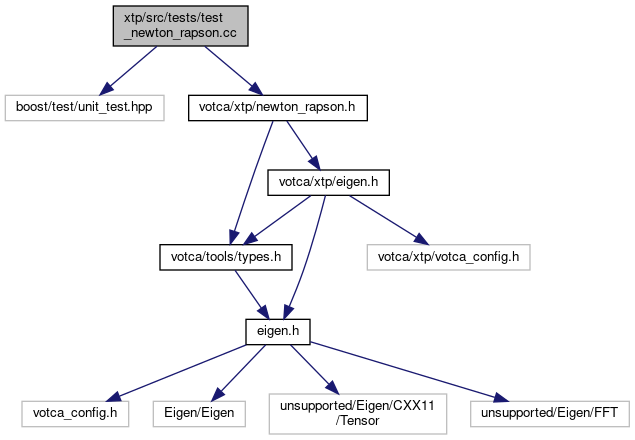 xtp/src/tests/test
_newton_rapson.cc
boost/test/unit_test.hpp
votca/xtp/newton_rapson.h
votca/xtp/eigen.h
votca/tools/types.h
votca/xtp/votca_config.h
eigen.h
votca_config.h
Eigen/Eigen
unsupported/Eigen/CXX11
/Tensor
unsupported/Eigen/FFT